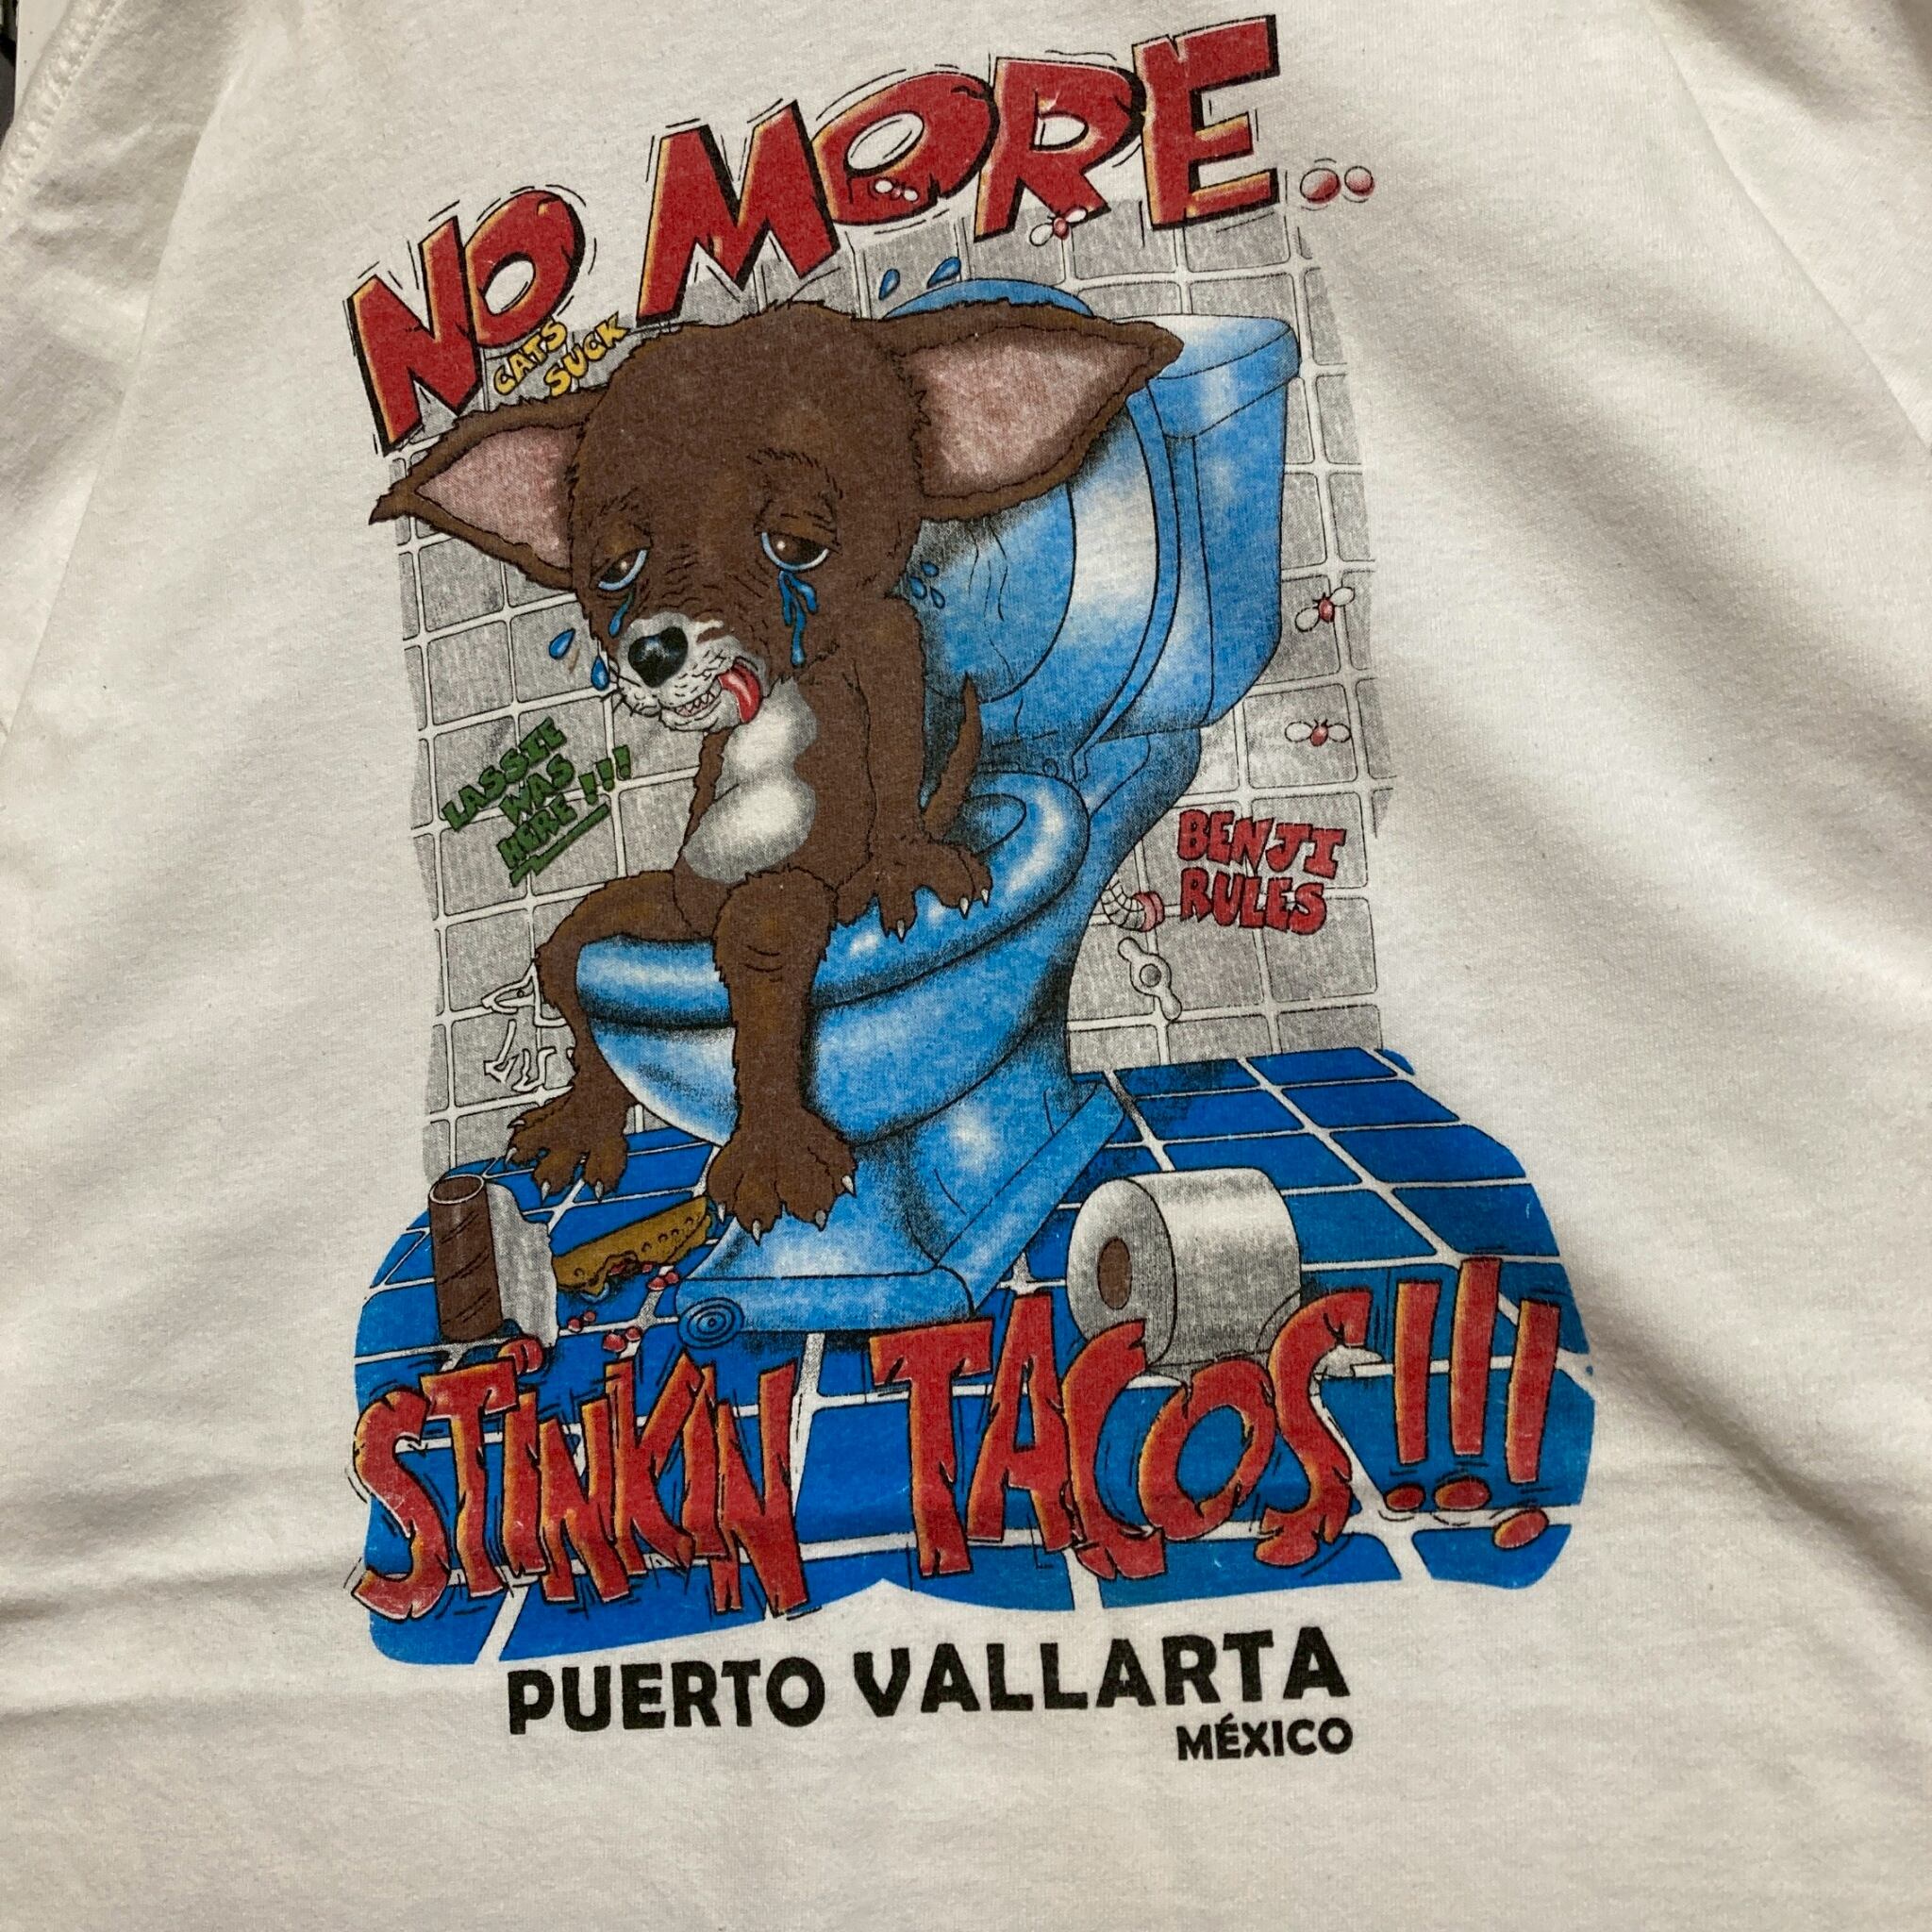 NO MORE..
CATS
SUCK
LASSIE
WAS
HERE!!!
BENJI
RULES
STINKIN TACOS!!!
PUERTO VALLARTA
MÉXICO